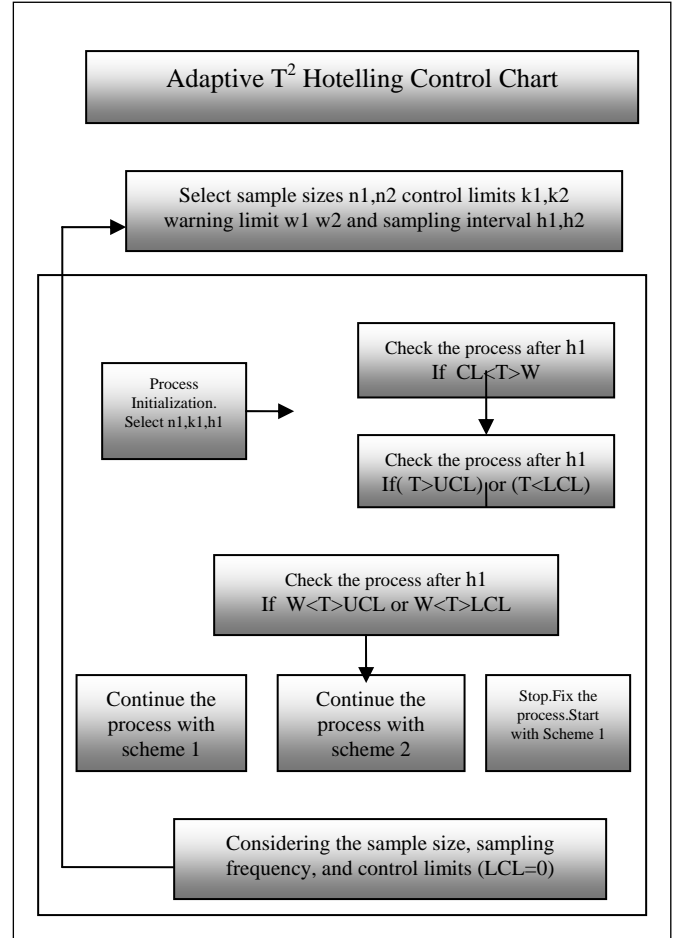 Adaptive T² Hotelling Control Chart
Select sample sizes n1,n2 control limits k1,k2
warning limit w1 w2 and sampling interval h1,h2
Process
Initialization.
Select n1,k1,h1
Check the process after h1
If CL<T>W
Check the process after h1
If( T>UCL) or (T<LCL)
Check the process after h1
If W<T>UCL or W<T>LCL
Continue the
process with
scheme 1
Continue the
process with
scheme 2
Stop.Fix the
process.Start
with Scheme 1
Considering the sample size, sampling
frequency, and control limits (LCL=0)